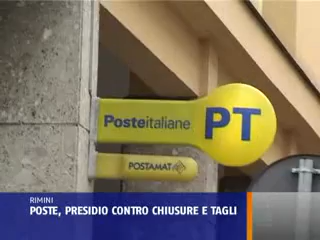 Posteitaliane PT
POSTAMAT
RIMINI
POSTE, PRESIDIO CONTRO CHIUSURE E TAGLI